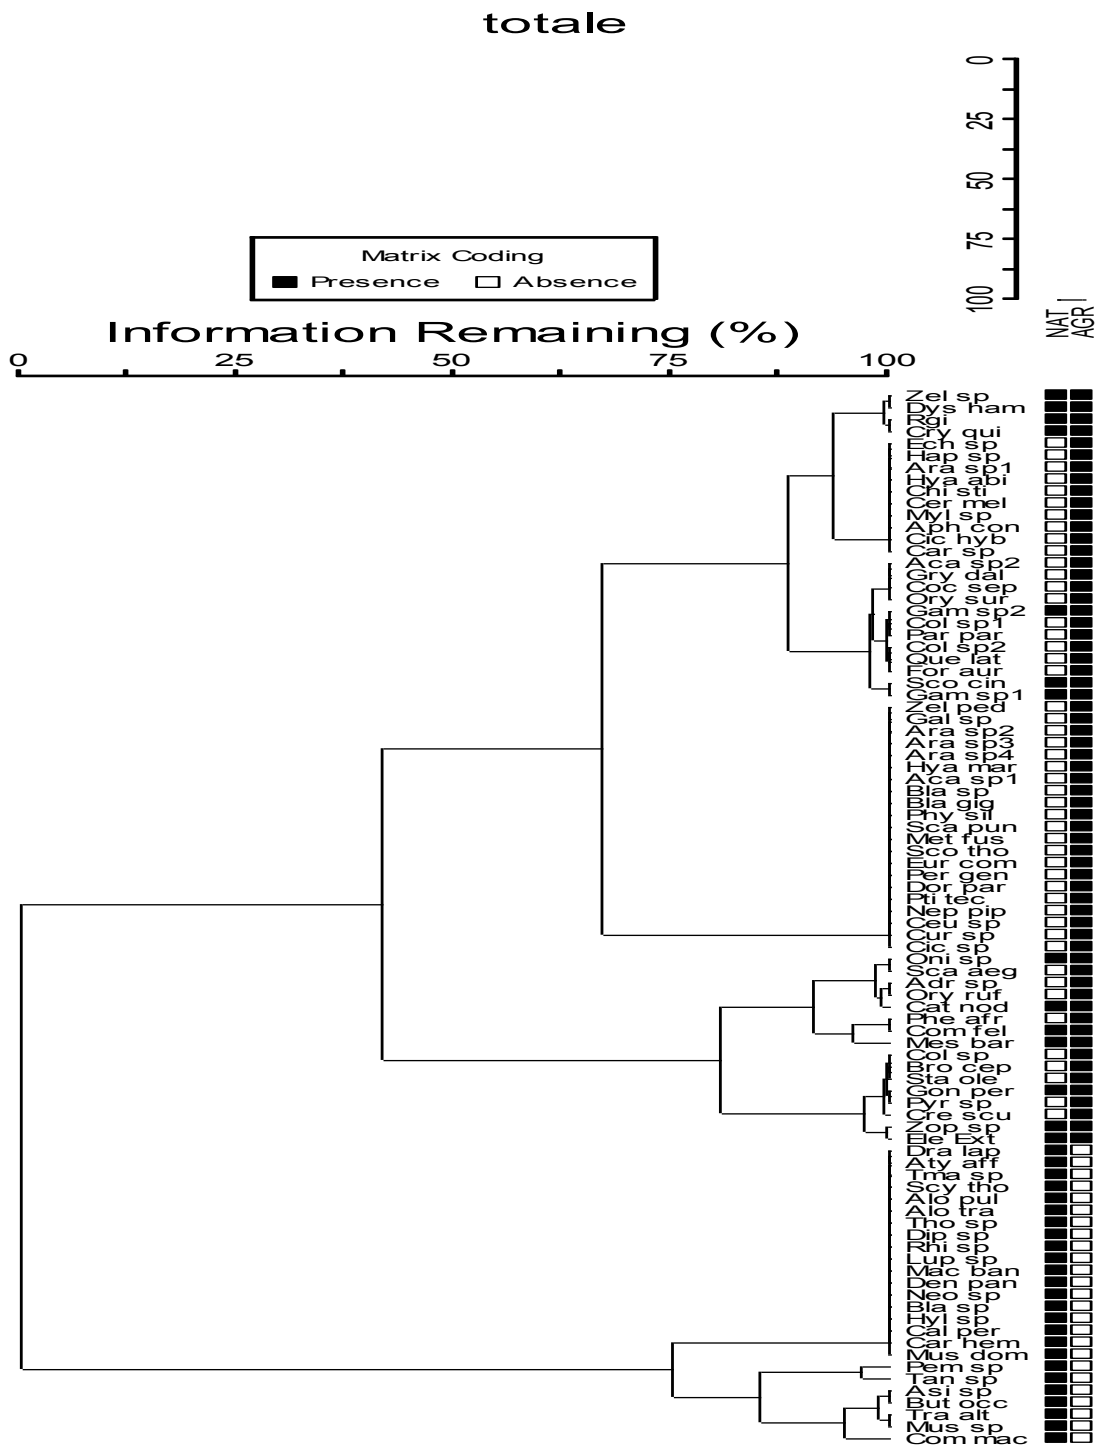 totale
0
25
50
75
100
NAT
AGR
Matrix Coding
Presence Absence
Information Remaining (%)
0 25 50 75 100
Zel sp
Dys ham
Rgi
Cry qui
Ech sp
Hap sp
Ara sp1
Hya abi
Chi sti
Cer mel
Myl sp
Aph con
Cic hyb
Car sp
Aca sp2
Gry dal
Coc sep
Ory sur
Gam sp2
Col sp1
Par par
Col sp2
Que lat
For aur
Sco cin
Gam sp1
Zel ped
Gal sp
Ara sp2
Ara sp3
Ara sp4
Hya mar
Aca sp1
Bla sp
Bla gig
Phy sil
Sca pun
Met fus
Sco tho
Eur com
Per gen
Dor par
Pti tec
Nep pip
Ceu sp
Cur sp
Cic sp
Oni sp
Sca aeg
Adr sp
Ory ruf
Cat nod
Phe afr
Com fel
Mes bar
Col sp
Bro cep
Sta ole
Gon per
Pyr sp
Cre scu
Zop sp
Ele Ext
Dra lap
Aty aff
Tma sp
Scy tho
Alo pul
Alo tra
Tho sp
Dip sp
Rhi sp
Lup sp
Mac ban
Den pan
Neo sp
Bla sp
Hyl sp
Cal per
Car hem
Mus dom
Pem sp
Tan sp
Asi sp
But occ
Tra alt
Mus sp
Com mac